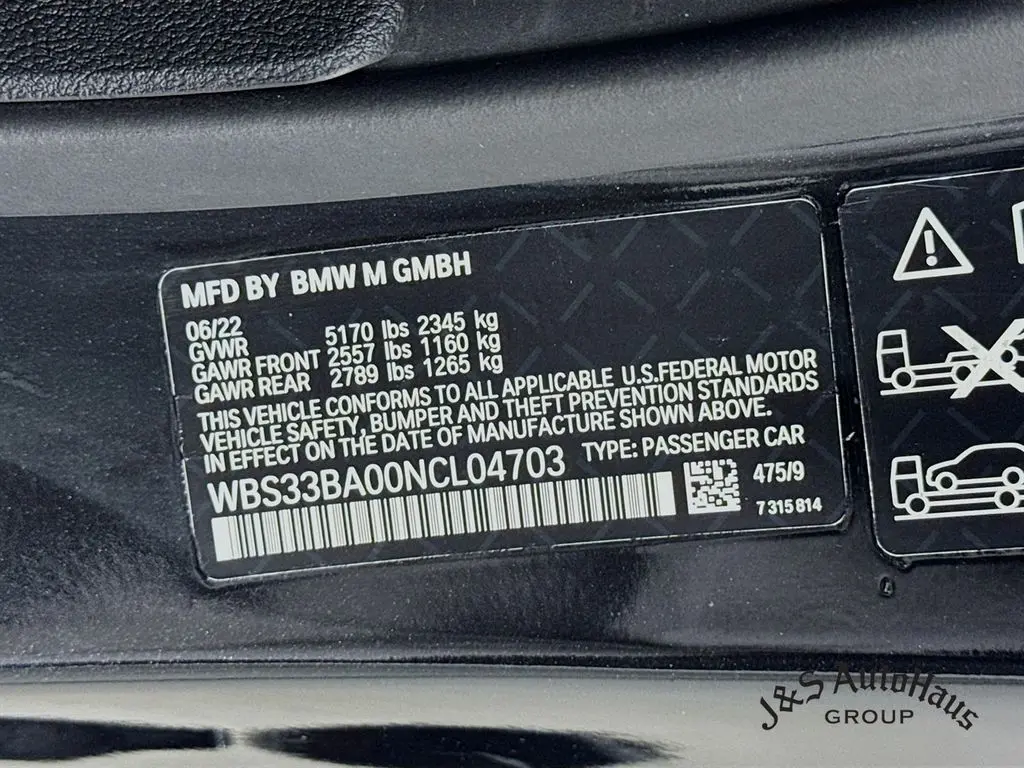 MFD BY BMW M GMBH
06/22
GVWR 5170 lbs 2345 kg
GAWR FRONT 2557 lbs 1160 kg
GAWR REAR 2789 lbs 1265 kg
THIS VEHICLE CONFORMS TO ALL APPLICABLE U.S.FEDERAL MOTOR
VEHICLE SAFETY, BUMPER AND THEFT PREVENTION STANDARDS
IN EFFECT ON THE DATE OF MANUFACTURE SHOWN ABOVE.
WBS33BA00NCL04703 TYPE: PASSENGER CAR
475/9
7 315 814
J&S AutoHaus
GROUP